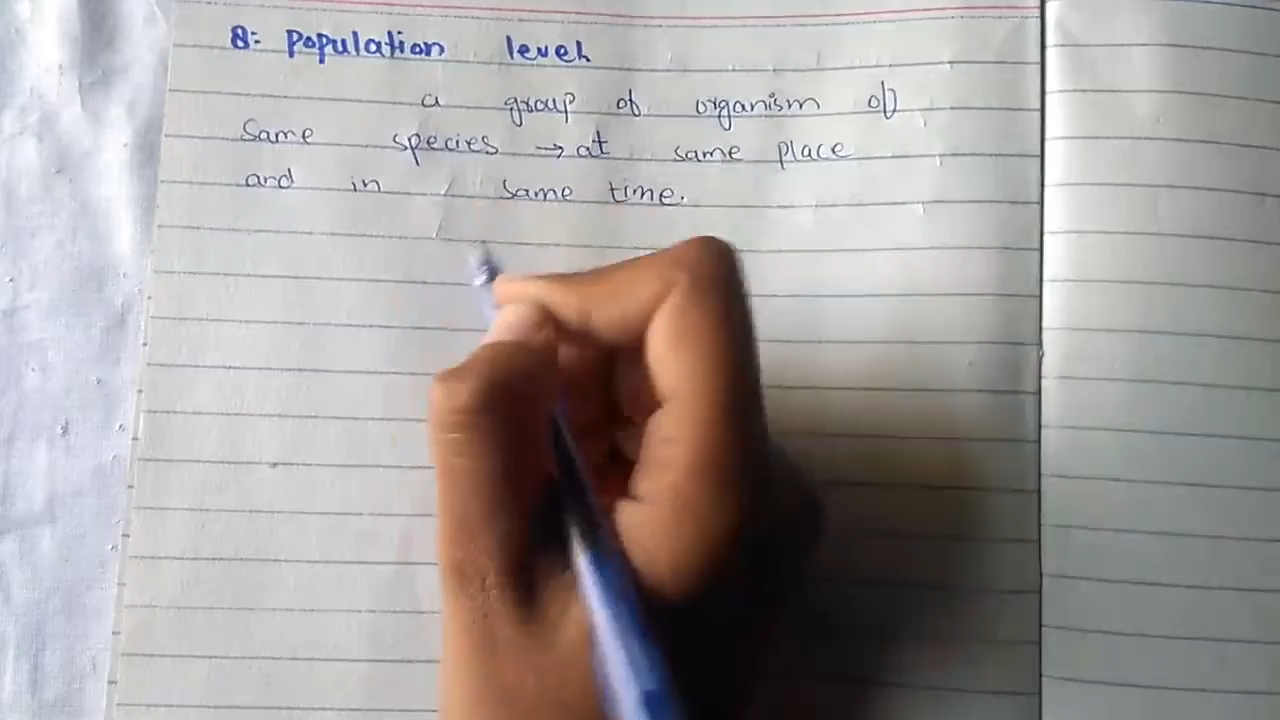 8: Population level
a group of organism of
same species → at same place
and in same time.